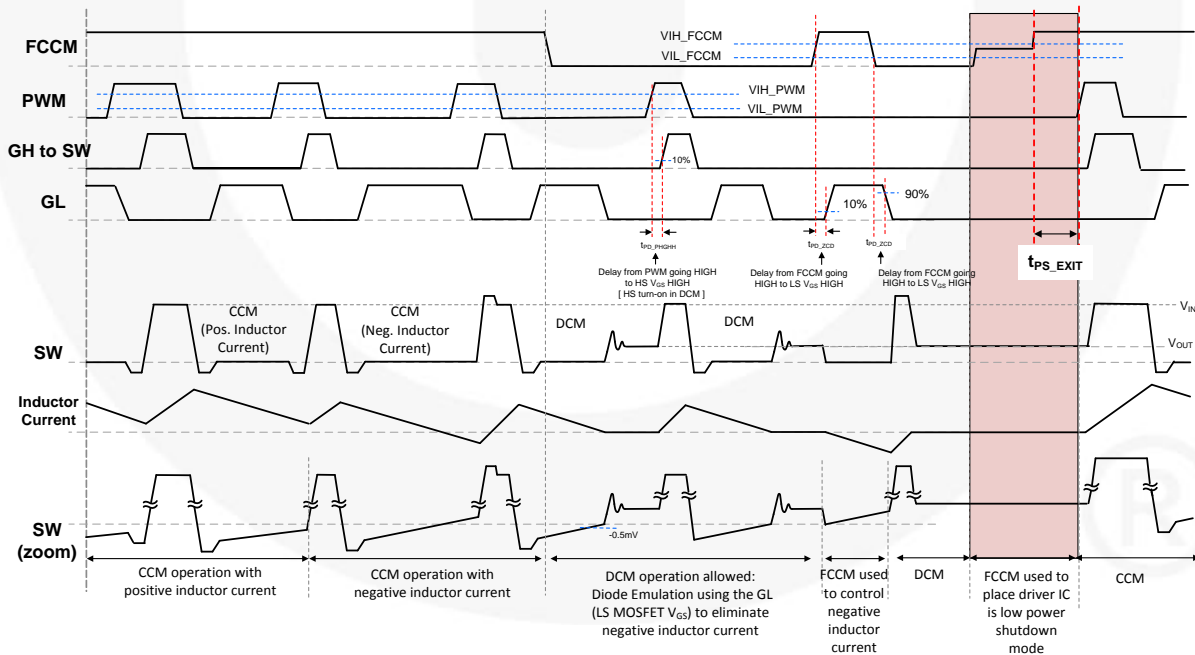 FCCM
VIH_FCCM
VIL_FCCM
PWM
VIH_PWM
VIL_PWM
GH to SW
10%
GL
10%
90%
tPD_PHGHH
tPD_ZCD
tPD_ZCD
tPS_EXIT
Delay from PWM going HIGH
to HS VGS HIGH
[ HS turn-on in DCM ]
Delay from FCCM going
HIGH to LS VGS HIGH
Delay from FCCM going
HIGH to LS VGS HIGH
SW
CCM
(Pos. Inductor
Current)
CCM
(Neg. Inductor
Current)
DCM
DCM
VIN
VOUT
Inductor
Current
SW
(zoom)
-0.5mV
CCM operation with
positive inductor current
CCM operation with
negative inductor current
DCM operation allowed:
Diode Emulation using the GL
(LS MOSFET VGS) to eliminate
negative inductor current
FCCM used
to control
negative
inductor
current
DCM
FCCM used to
place driver IC
is low power
shutdown
mode
CCM
®